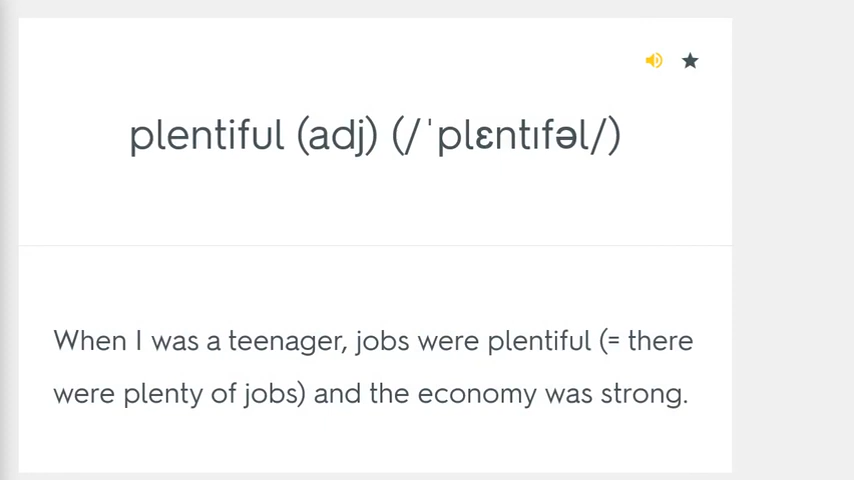 plentiful (adj) (/ˈplɛntɪfəl/)
When I was a teenager, jobs were plentiful (= there
were plenty of jobs) and the economy was strong.